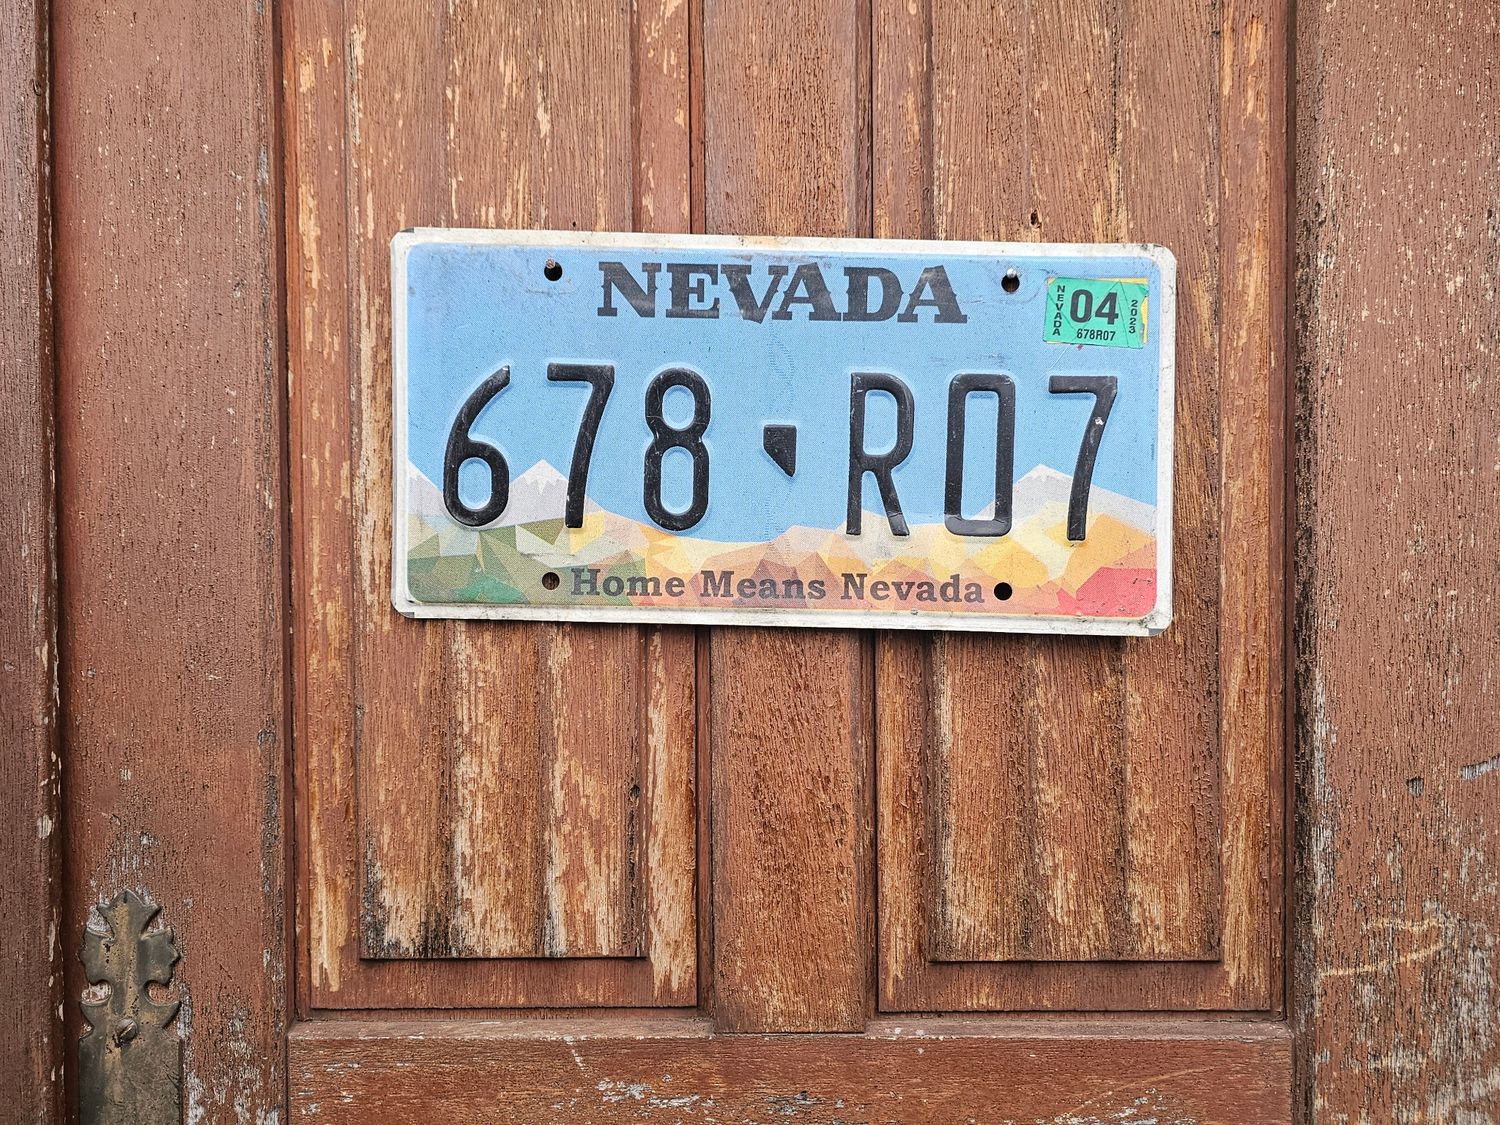 NEVADA
NEVADA 04 2023
678R07
678 R07
Home Means Nevada